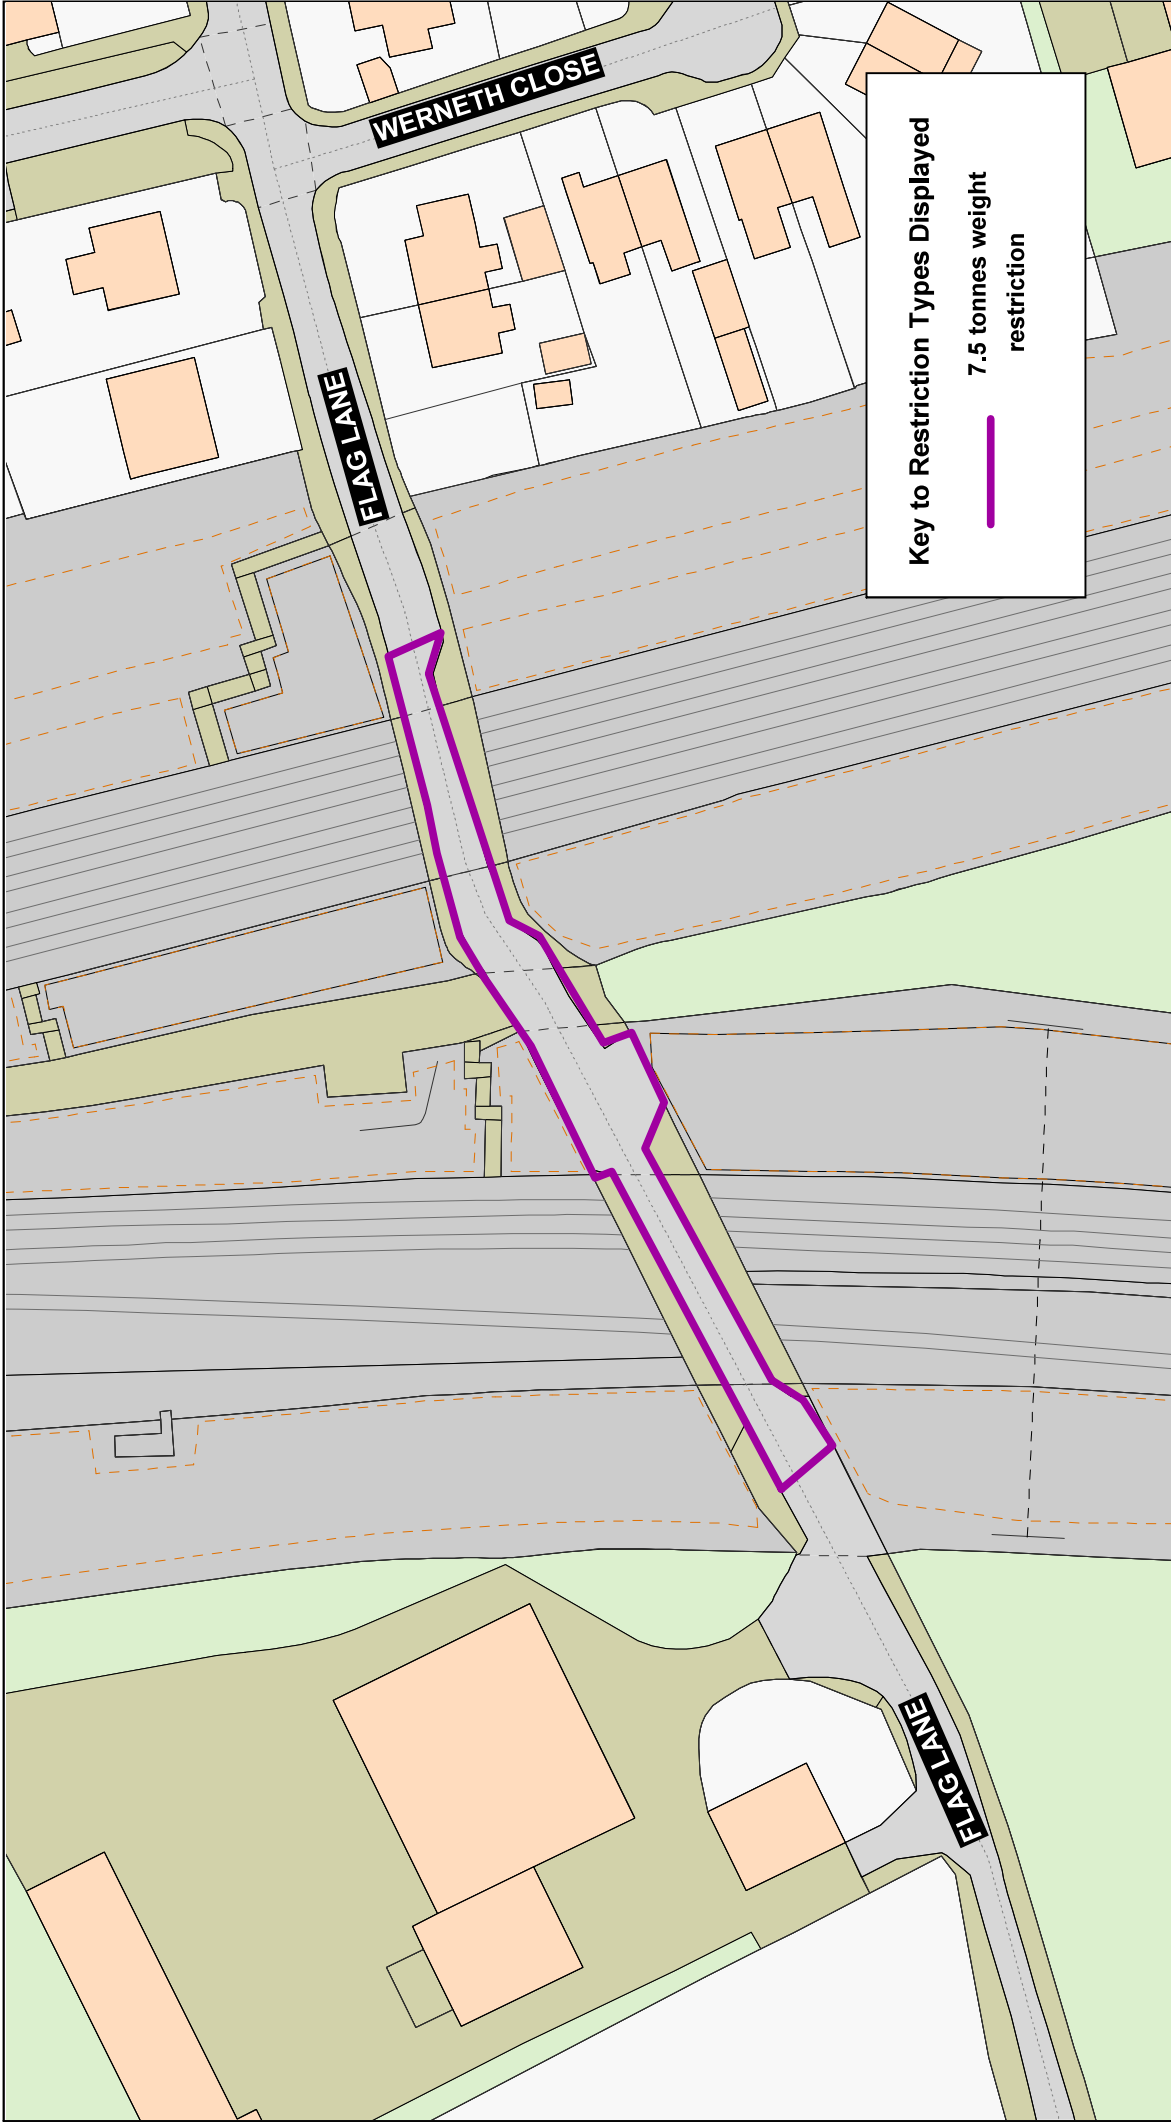 WERNETH CLOSE
FLAG LANE
Key to Restriction Types Displayed
7.5 tonnes weight
restriction
FLAG LANE